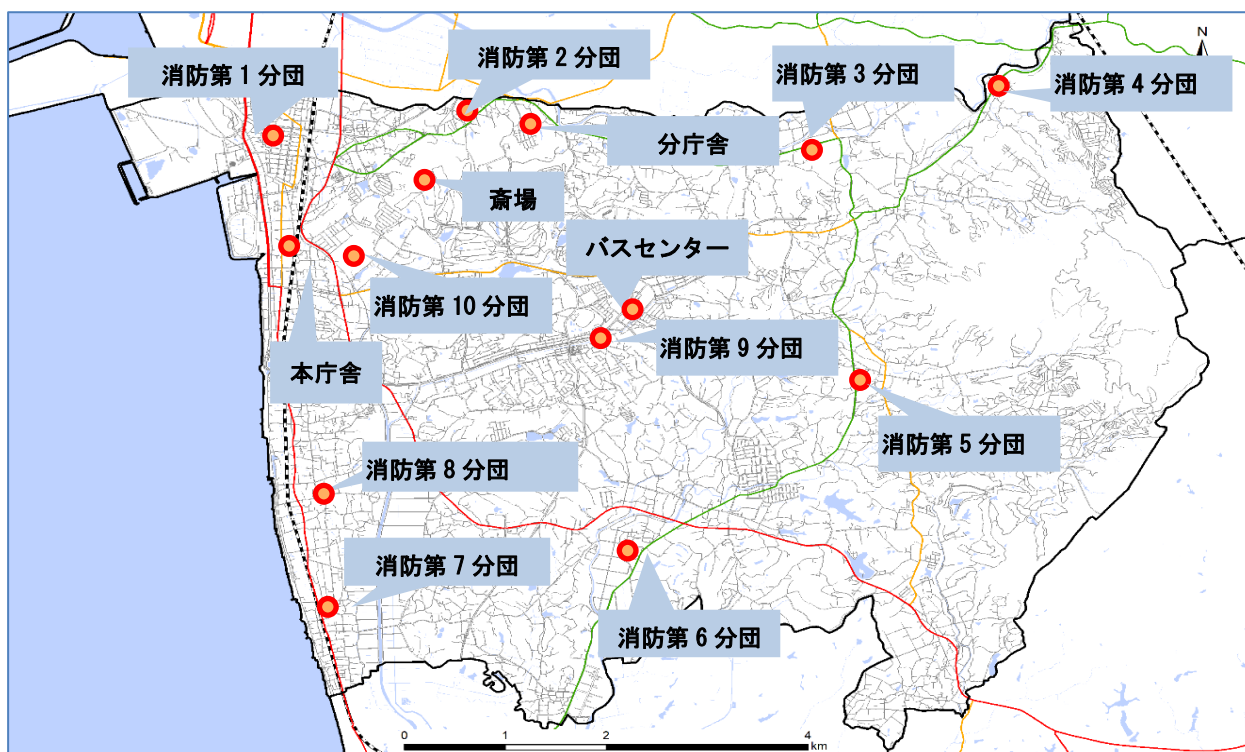 消防第1分団
消防第2分団
消防第3分団
消防第4分団
N
分庁舎
斎場
バスセンター
消防第10分団
消防第9分団
本庁舎
消防第5分団
消防第8分団
消防第7分団
消防第6分団
0 2 4
km